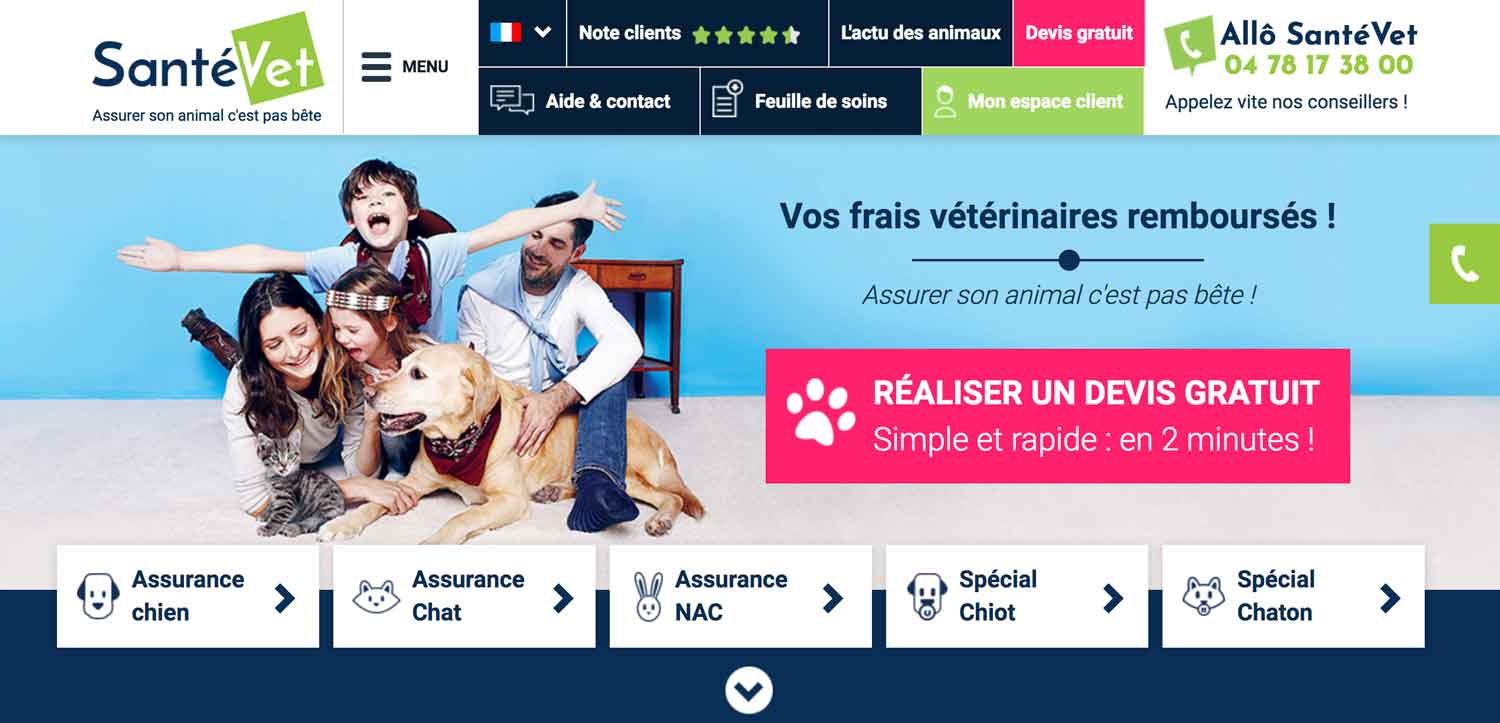 SantéVet
Assurer son animal c'est pas bête
MENU
Note clients
L'actu des animaux
Devis gratuit
Aide & contact
Feuille de soins
Mon espace client
Allô SantéVet
04 78 17 38 00
Appelez vite nos conseillers !
Vos frais vétérinaires remboursés !
Assurer son animal c'est pas bête !
RÉALISER UN DEVIS GRATUIT
Simple et rapide : en 2 minutes !
Assurance
chien
Assurance
Chat
Assurance
NAC
Spécial
Chiot
Spécial
Chaton